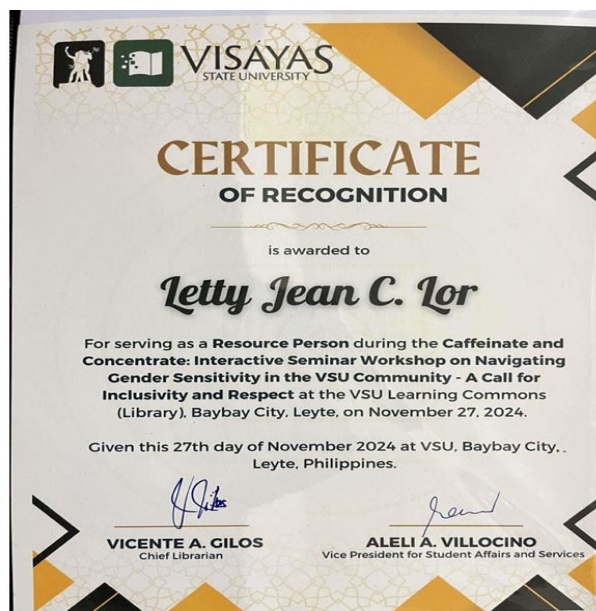 VISAYAS
STATE UNIVERSITY
CERTIFICATE
OF RECOGNITION
is awarded to
Letty Jean C. Lor
For serving as a Resource Person during the Caffeinate and
Concentrate: Interactive Seminar Workshop on Navigating
Gender Sensitivity in the VSU Community - A Call for
Inclusivity and Respect at the VSU Learning Commons
(Library), Baybay City, Leyte, on November 27, 2024.
Given this 27th day of November 2024 at VSU, Baybay City,
Leyte, Philippines.
VICENTE A. GILOS
Chief Librarian
ALELI A. VILLOCINO
Vice President for Student Affairs and Services